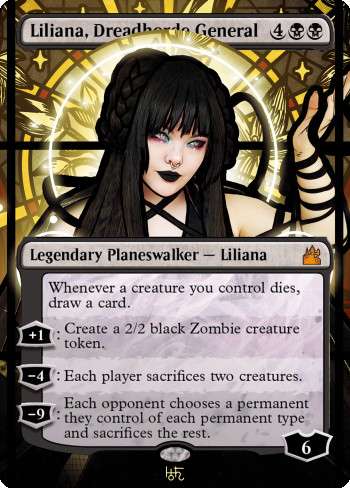 Liliana, Dreadhorde General 4
Legendary Planeswalker — Liliana
Whenever a creature you control dies,
draw a card.
+1: Create a 2/2 black Zombie creature
token.
-4: Each player sacrifices two creatures.
-9: Each opponent chooses a permanent
they control of each permanent type
and sacrifices the rest.
6